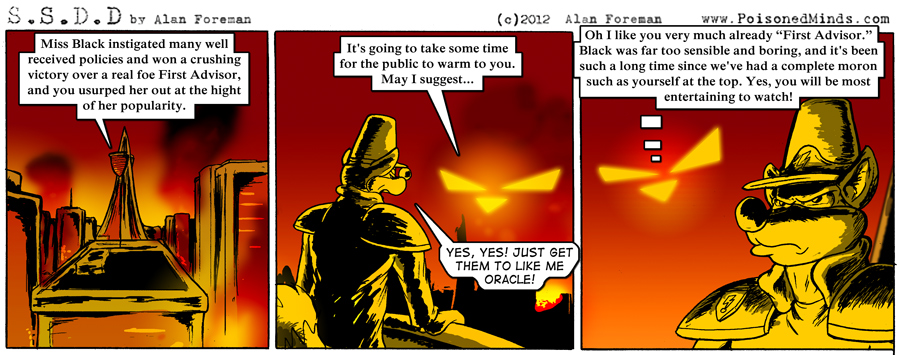 S.S.D.D by Alan Foreman (c)2012 Alan Foreman www.PoisonedMinds.com
Miss Black instigated many well
received policies and won a crushing
victory over a real foe First Advisor,
and you usurped her out at the hight
of her popularity.
It's going to take some time
for the public to warm to you.
May I suggest...
YES, YES! JUST GET
THEM TO LIKE ME
ORACLE!
Oh I like you very much already “First Advisor.”
Black was far too sensible and boring, and it's been
such a long time since we've had a complete moron
such as yourself at the top. Yes, you will be most
entertaining to watch!